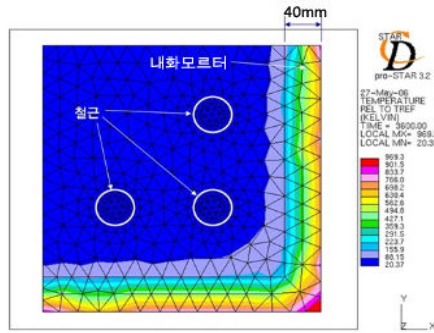 40mm
내화모르터
철근
STAR
CD
pro-STAR 3.2
27-May-06
TEMPERATURE
REL TO TREF
(KELVIN)
TIME = 3600.00
LOCAL MX= 969.
LOCAL MN= 20.3
969.3
901.5
833.7
766.0
698.2
630.4
562.6
494.8
427.1
359.3
291.5
223.7
155.9
88.15
20.37
Y
Z
X